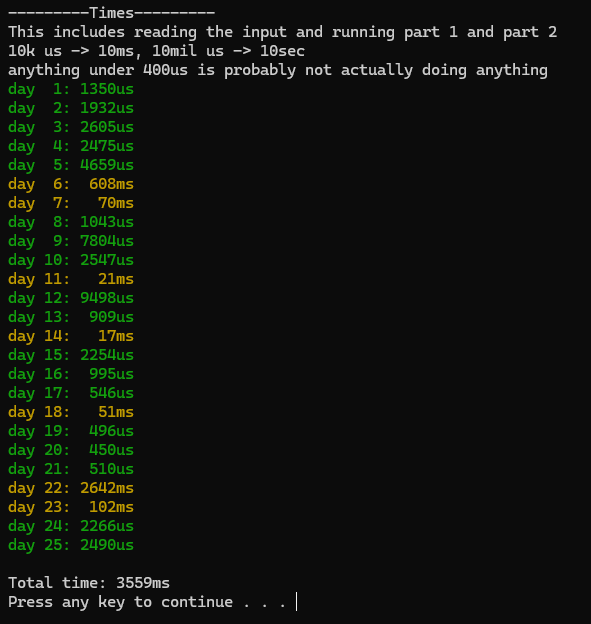 ---------Times---------
This includes reading the input and running part 1 and part 2
10k us -> 10ms, 10mil us -> 10sec
anything under 400us is probably not actually doing anything
day  1: 1350us
day  2: 1932us
day  3: 2605us
day  4: 2475us
day  5: 4659us
day  6:  608ms
day  7:   70ms
day  8: 1043us
day  9: 7804us
day 10: 2547us
day 11:   21ms
day 12: 9498us
day 13:  909us
day 14:   17ms
day 15: 2254us
day 16:  995us
day 17:  546us
day 18:   51ms
day 19:  496us
day 20:  450us
day 21:  510us
day 22: 2642ms
day 23:  102ms
day 24: 2266us
day 25: 2490us

Total time: 3559ms
Press any key to continue . . .